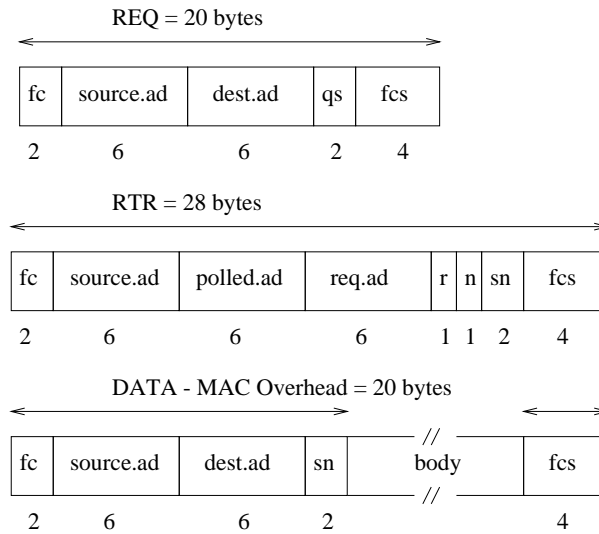 REQ = 20 bytes
fc source.ad dest.ad qs fcs
2 6 6 2 4
RTR = 28 bytes
fc source.ad polled.ad req.ad r n sn fcs
2 6 6 6 1 1 2 4
DATA - MAC Overhead = 20 bytes
fc source.ad dest.ad sn // body // fcs
2 6 6 2 4